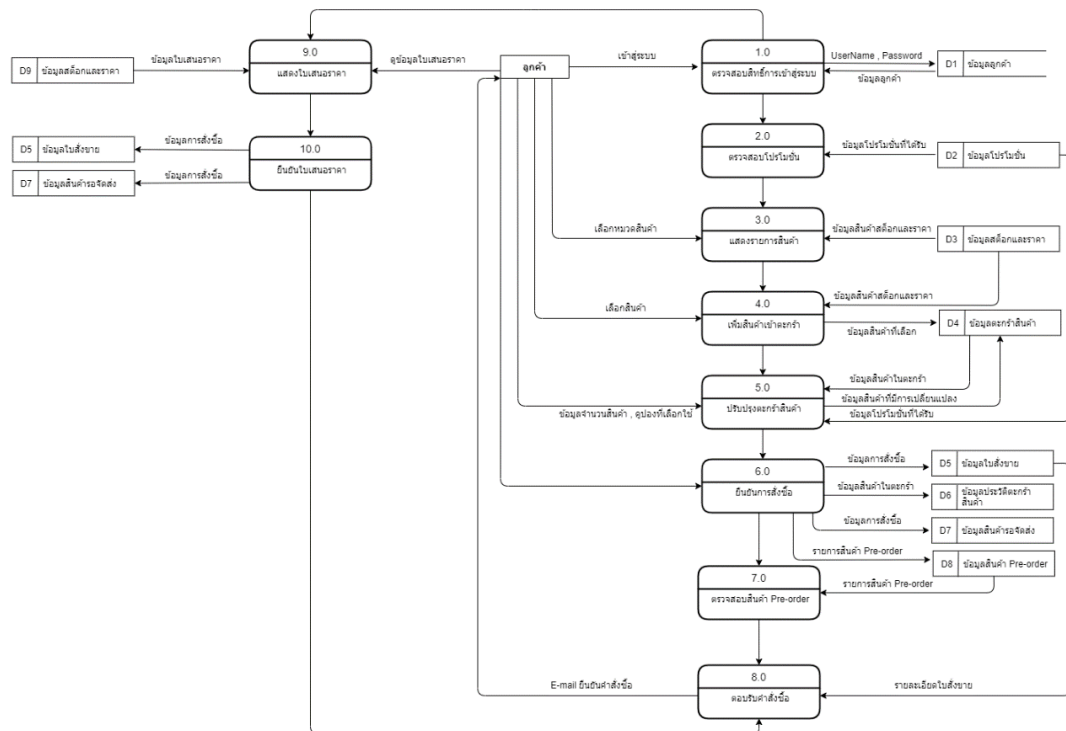 9.0
แสดงใบเสนอราคา
D9 ข้อมูลสต็อกและราคา
ข้อมูลใบเสนอราคา
ดูข้อมูลใบเสนอราคา
ลูกค้า
เข้าสู่ระบบ
1.0
ตรวจสอบสิทธิ์การเข้าสู่ระบบ
UserName , Password
ข้อมูลลูกค้า
D1 ข้อมูลลูกค้า
10.0
ยืนยันใบเสนอราคา
ข้อมูลการสั่งซื้อ
D5 ข้อมูลใบสั่งขาย
ข้อมูลการสั่งซื้อ
D7 ข้อมูลสินค้ารอจัดส่ง
2.0
ตรวจสอบโปรโมชั่น
ข้อมูลโปรโมชั่นที่ได้รับ
D2 ข้อมูลโปรโมชั่น
เลือกหมวดสินค้า
3.0
แสดงรายการสินค้า
ข้อมูลสินค้าสต็อกและราคา
D3 ข้อมูลสต็อกและราคา
เลือกสินค้า
4.0
เพิ่มสินค้าเข้าตะกร้า
ข้อมูลสินค้าสต็อกและราคา
ข้อมูลสินค้าที่เลือก
D4 ข้อมูลตะกร้าสินค้า
ข้อมูลจำนวนสินค้า , คูปองที่เลือกใช้
5.0
ปรับปรุงตะกร้าสินค้า
ข้อมูลสินค้าในตะกร้า
ข้อมูลสินค้าที่มีการเปลี่ยนแปลง
ข้อมูลโปรโมชั่นที่ได้รับ
6.0
ยืนยันการสั่งซื้อ
ข้อมูลการสั่งซื้อ
D5 ข้อมูลใบสั่งขาย
ข้อมูลสินค้าในตะกร้า
D6 ข้อมูลประวัติตะกร้า
สินค้า
ข้อมูลการสั่งซื้อ
D7 ข้อมูลสินค้ารอจัดส่ง
รายการสินค้า Pre-order
D8 ข้อมูลสินค้า Pre-order
7.0
ตรวจสอบสินค้า Pre-order
รายการสินค้า Pre-order
E-mail ยืนยันคำสั่งซื้อ
8.0
ตอบรับคำสั่งซื้อ
รายละเอียดใบสั่งขาย